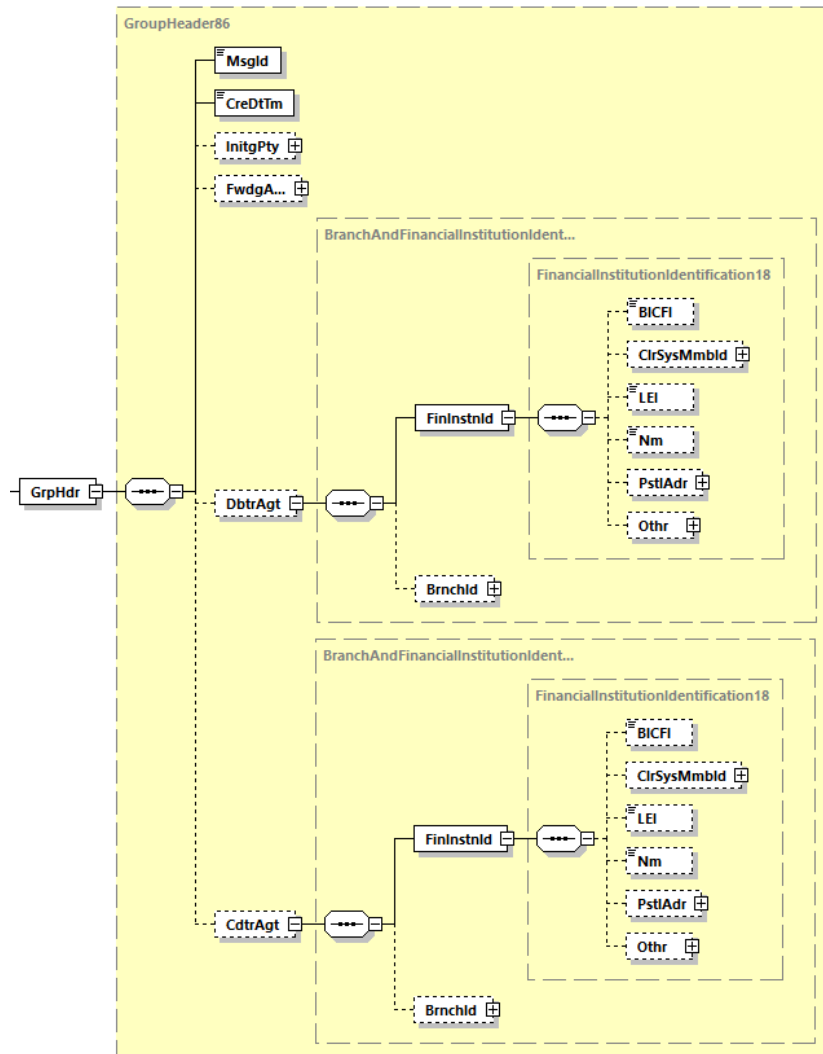 GroupHeader86
MsgId
CreDtTm
InitgPty
FwdgA...
BranchAndFinancialInstitutionIdent...
FinancialInstitutionIdentification18
BICFI
ClrSysMmbId
LEI
FinInstnId
Nm
PstlAdr
GrpHdr
DbtrAgt
Othr
BrnchId
BranchAndFinancialInstitutionIdent...
FinancialInstitutionIdentification18
BICFI
ClrSysMmbId
LEI
FinInstnId
Nm
PstlAdr
CdtrAgt
Othr
BrnchId